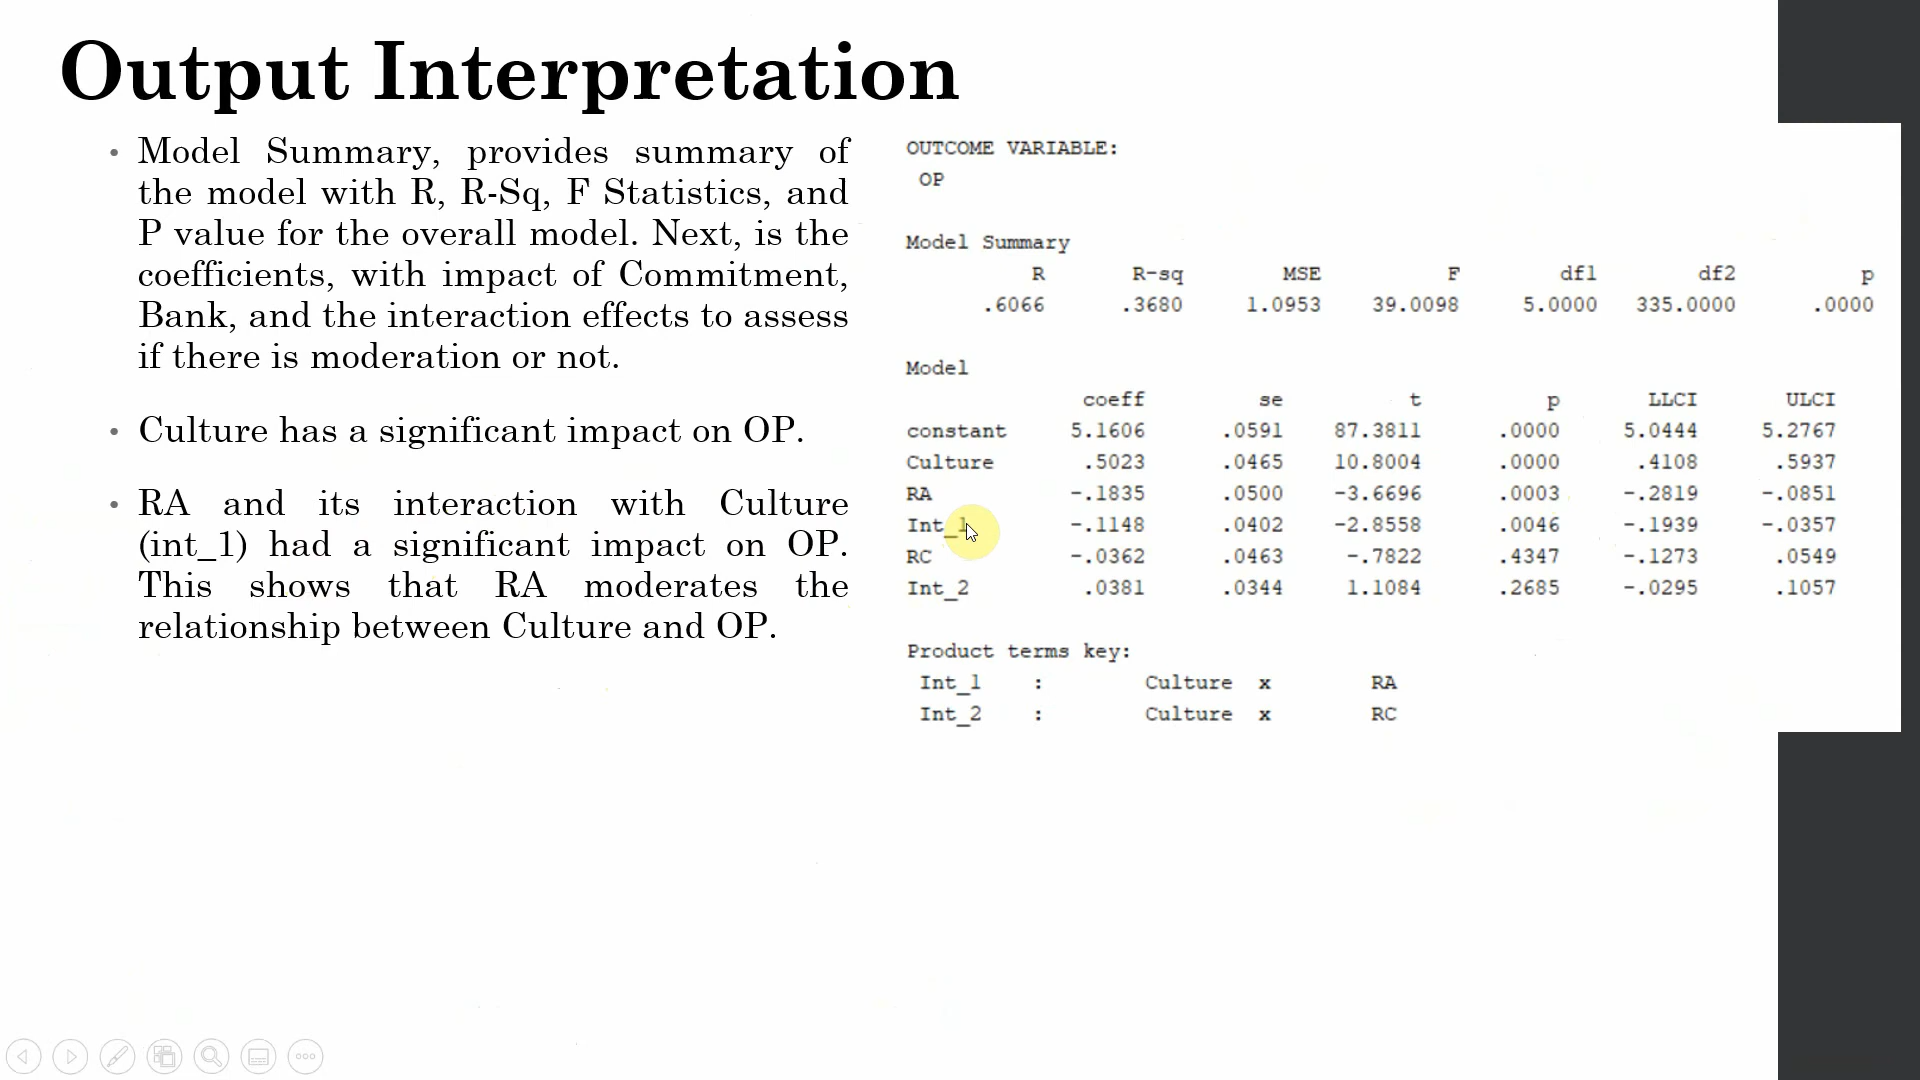 Output Interpretation
• Model Summary, provides summary of
the model with R, R-Sq, F Statistics, and
P value for the overall model. Next, is the
coefficients, with impact of Commitment,
Bank, and the interaction effects to assess
if there is moderation or not.
• Culture has a significant impact on OP.
• RA and its interaction with Culture
(int_1) had a significant impact on OP.
This shows that RA moderates the
relationship between Culture and OP.
OUTCOME VARIABLE:
OP
Model Summary
R R-sq MSE F df1 df2 p
.6066 .3680 1.0953 39.0098 5.0000 335.0000 .0000
Model
coeff se t p LLCI ULCI
constant 5.1606 .0591 87.3811 .0000 5.0444 5.2767
Culture .5023 .0465 10.8004 .0000 .4108 .5937
RA -.1835 .0500 -3.6696 .0003 -.2819 -.0851
Int_1 -.1148 .0402 -2.8558 .0046 -.1939 -.0357
RC -.0362 .0463 -.7822 .4347 -.1273 .0549
Int_2 .0381 .0344 1.1084 .2685 -.0295 .1057
Product terms key:
Int_1 : Culture x RA
Int_2 : Culture x RC